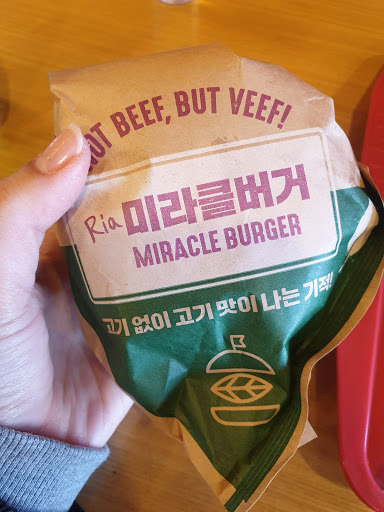 NOT BEEF, BUT VEEF!
Ria 미라클버거
MIRACLE BURGER
고기 없이 고기 맛이 나는 기적!